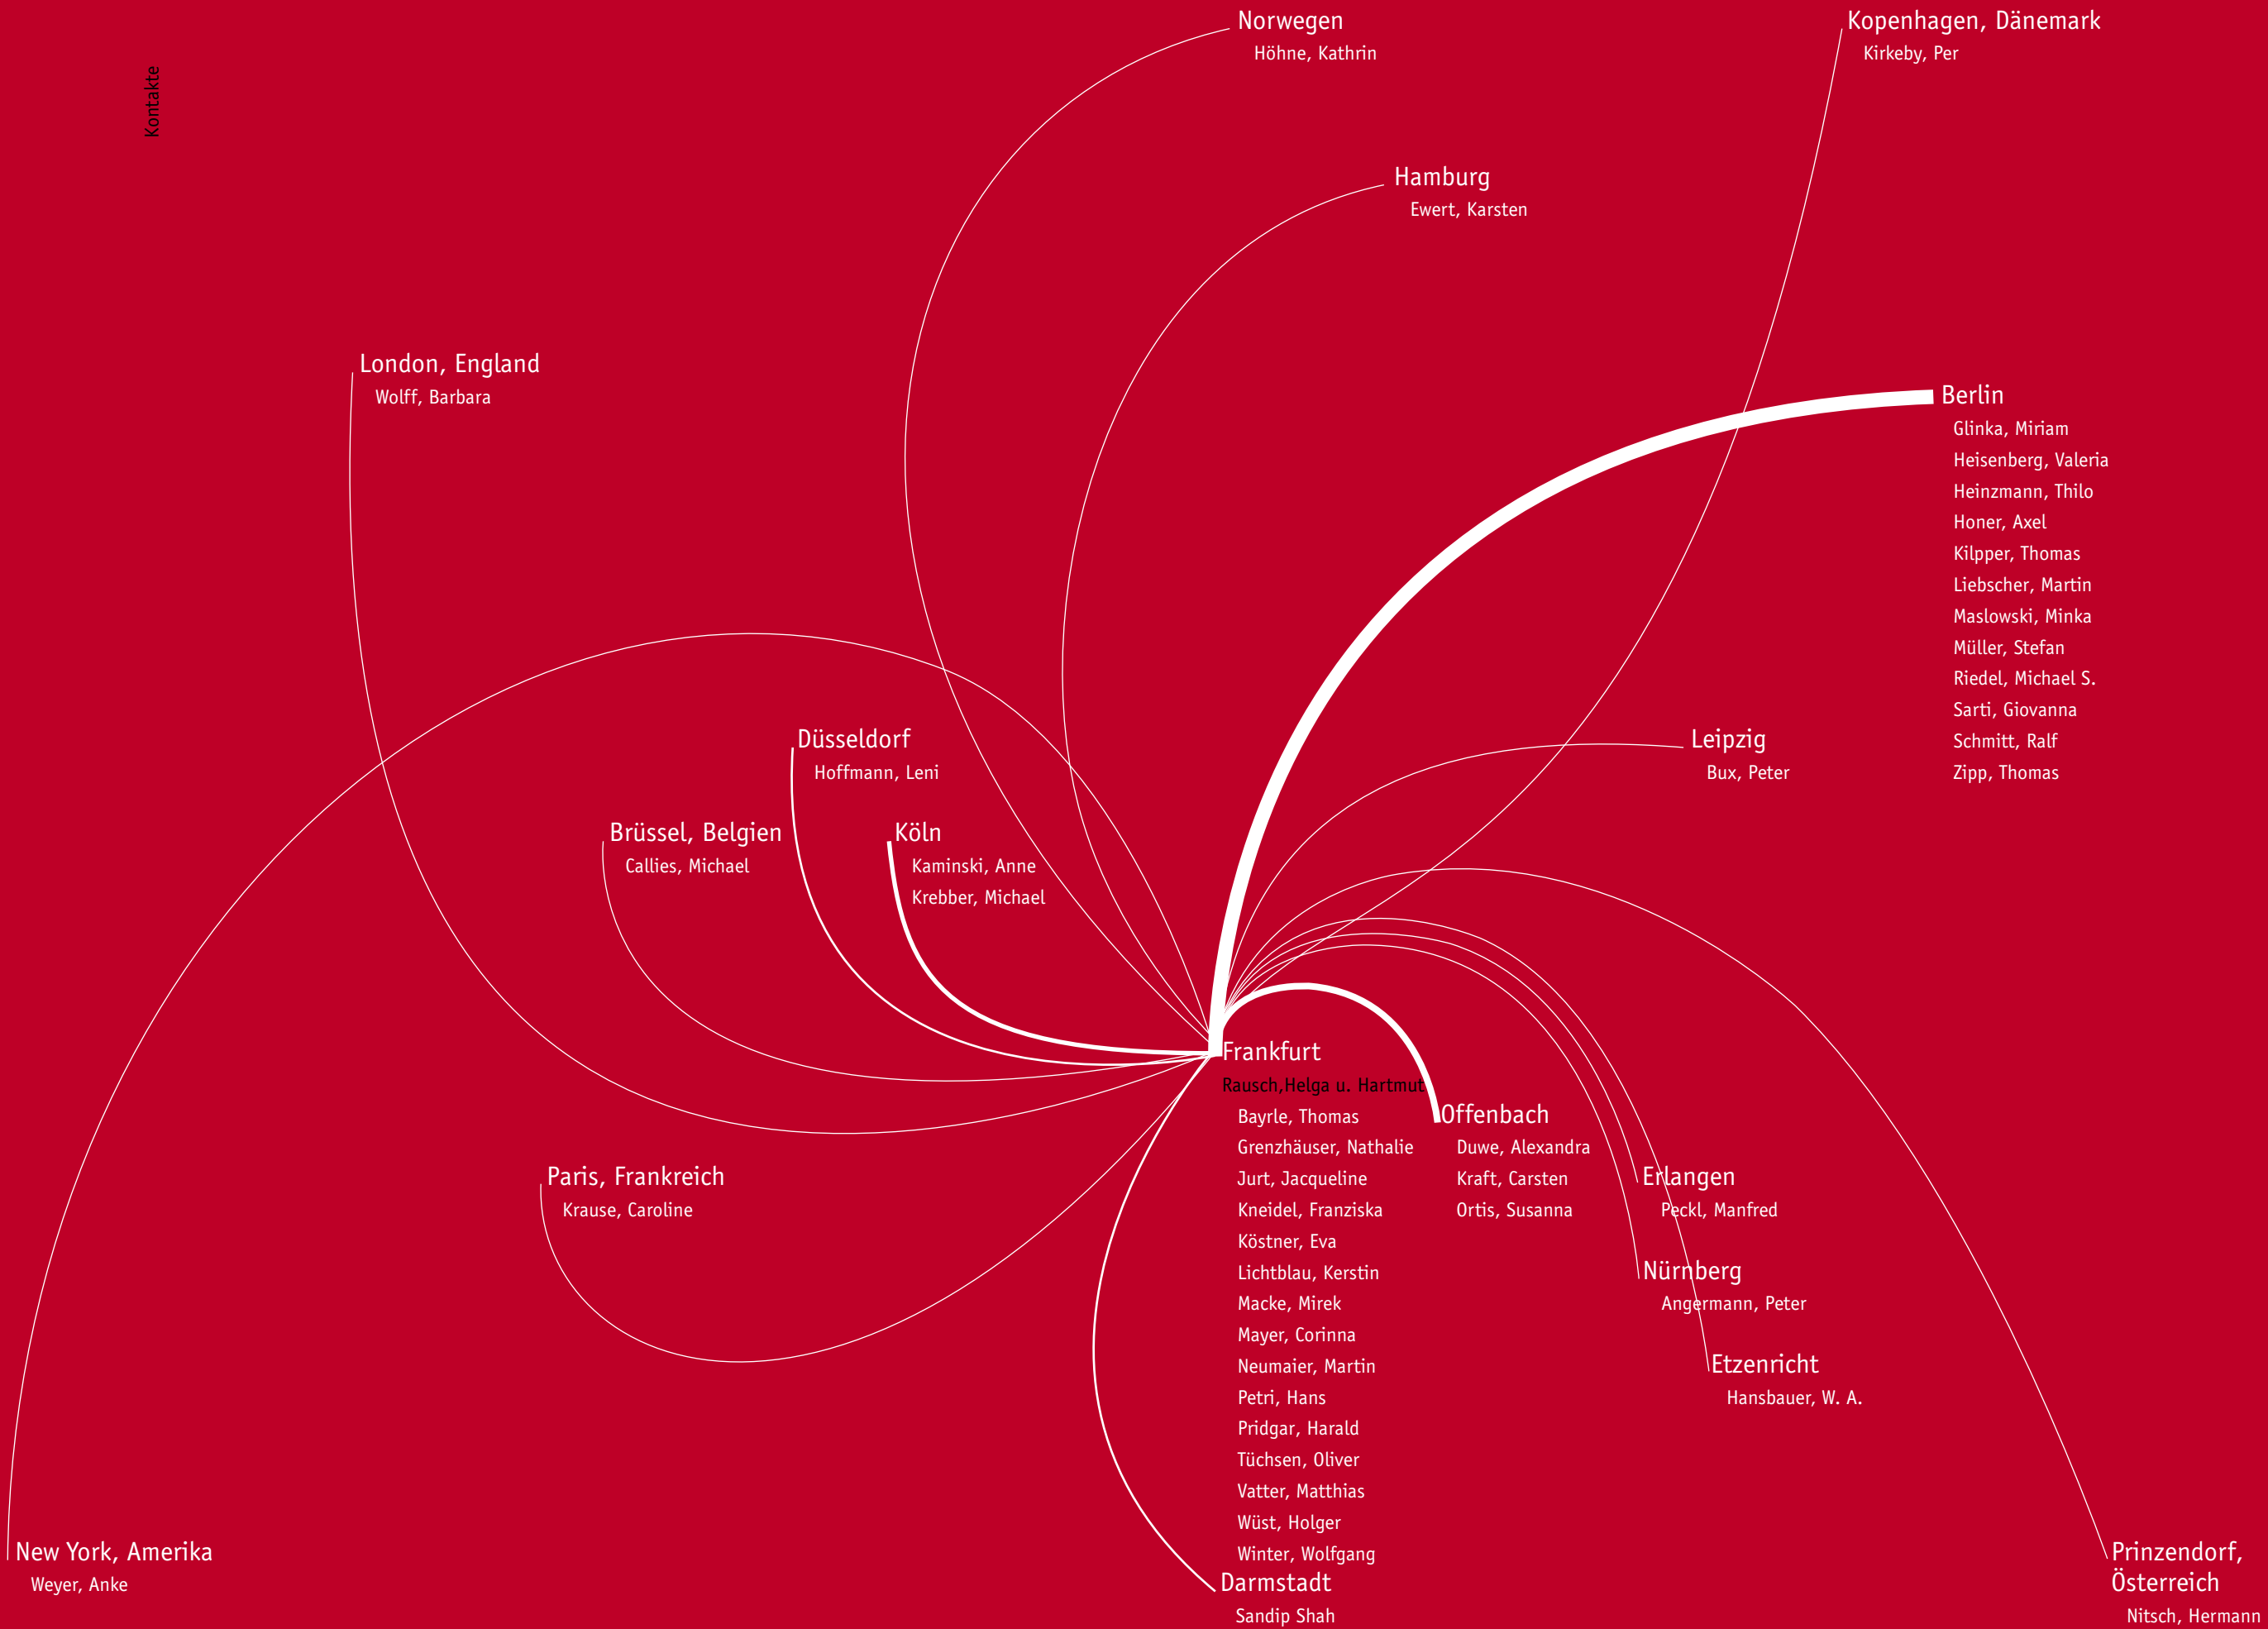 Kontakte
Norwegen
Höhne, Kathrin
Kopenhagen, Dänemark
Kirkeby, Per
Hamburg
Ewert, Karsten
London, England
Wolff, Barbara
Berlin
Glinka, Miriam
Heisenberg, Valeria
Heinzmann, Thilo
Honer, Axel
Kilpper, Thomas
Liebscher, Martin
Maslowski, Minka
Müller, Stefan
Riedel, Michael S.
Sarti, Giovanna
Schmitt, Ralf
Zipp, Thomas
Düsseldorf
Hoffmann, Leni
Leipzig
Bux, Peter
Brüssel, Belgien
Callies, Michael
Köln
Kaminski, Anne
Krebber, Michael
Frankfurt
Rausch,Helga u. Hartmut
Bayrle, Thomas
Grenzhäuser, Nathalie
Jurt, Jacqueline
Kneidel, Franziska
Köstner, Eva
Lichtblau, Kerstin
Macke, Mirek
Mayer, Corinna
Neumaier, Martin
Petri, Hans
Pridgar, Harald
Tüchsen, Oliver
Vatter, Matthias
Wüst, Holger
Winter, Wolfgang
Offenbach
Duwe, Alexandra
Kraft, Carsten
Ortis, Susanna
Paris, Frankreich
Krause, Caroline
Erlangen
Peckl, Manfred
Nürnberg
Angermann, Peter
Etzenricht
Hansbauer, W. A.
New York, Amerika
Weyer, Anke
Darmstadt
Sandip Shah
Prinzendorf,
Österreich
Nitsch, Hermann